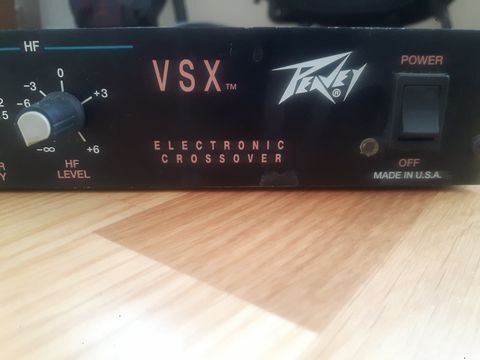 HF
0
-3
+3
-6
-∞
+6
HF
LEVEL
VSX™
ELECTRONIC
CROSSOVER
PEAVEY®
POWER
OFF
MADE IN U.S.A.